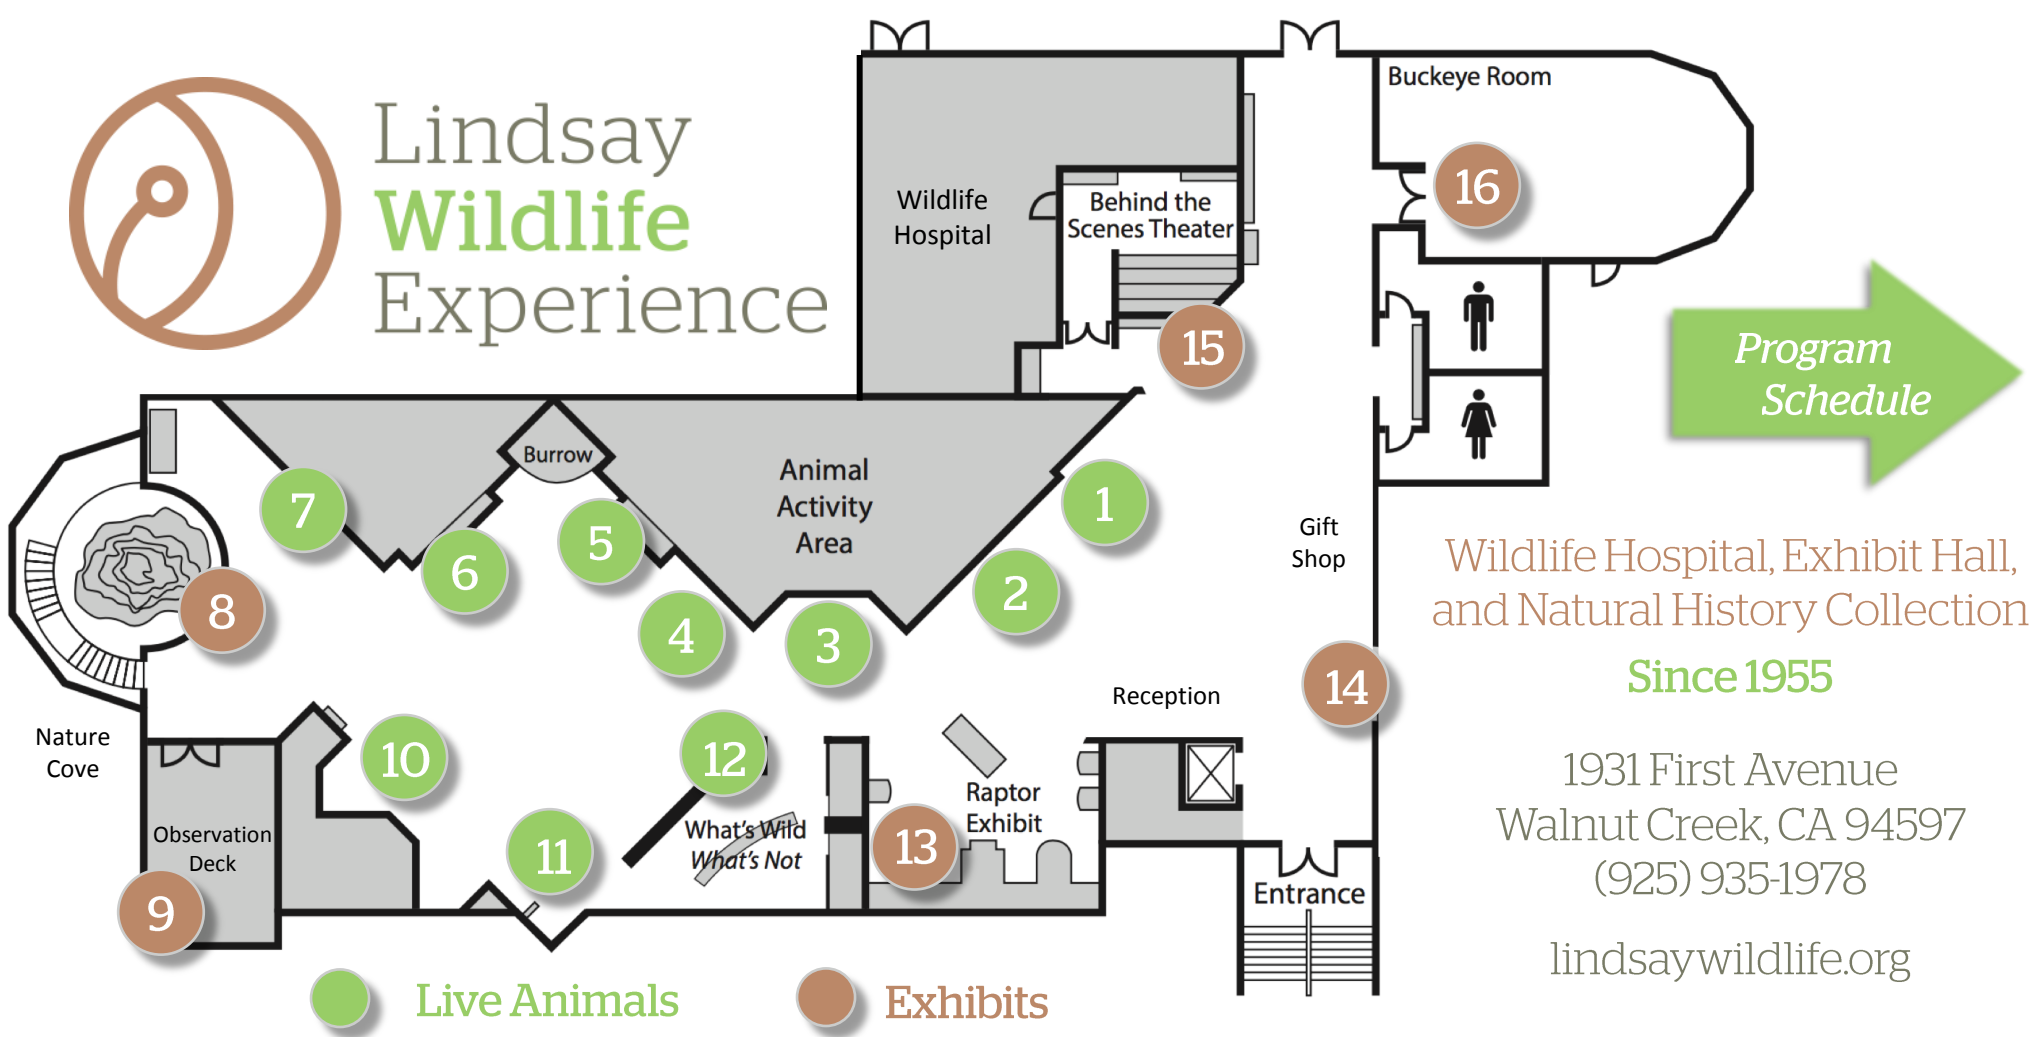 Lindsay
Wildlife
Experience
Buckeye Room
16
Wildlife
Hospital
Behind the
Scenes Theater
15
Program
Schedule
Burrow
Animal
Activity
Area
1
2
3
4
5
6
7
8
Gift
Shop
Wildlife Hospital, Exhibit Hall,
and Natural History Collection
Since 1955
1931 First Avenue
Walnut Creek, CA 94597
(925) 935-1978
lindsaywildlife.org
Reception
14
Nature
Cove
Observation
Deck
9
10
11
12
What's Wild
What's Not
13
Raptor
Exhibit
Entrance
Live Animals
Exhibits